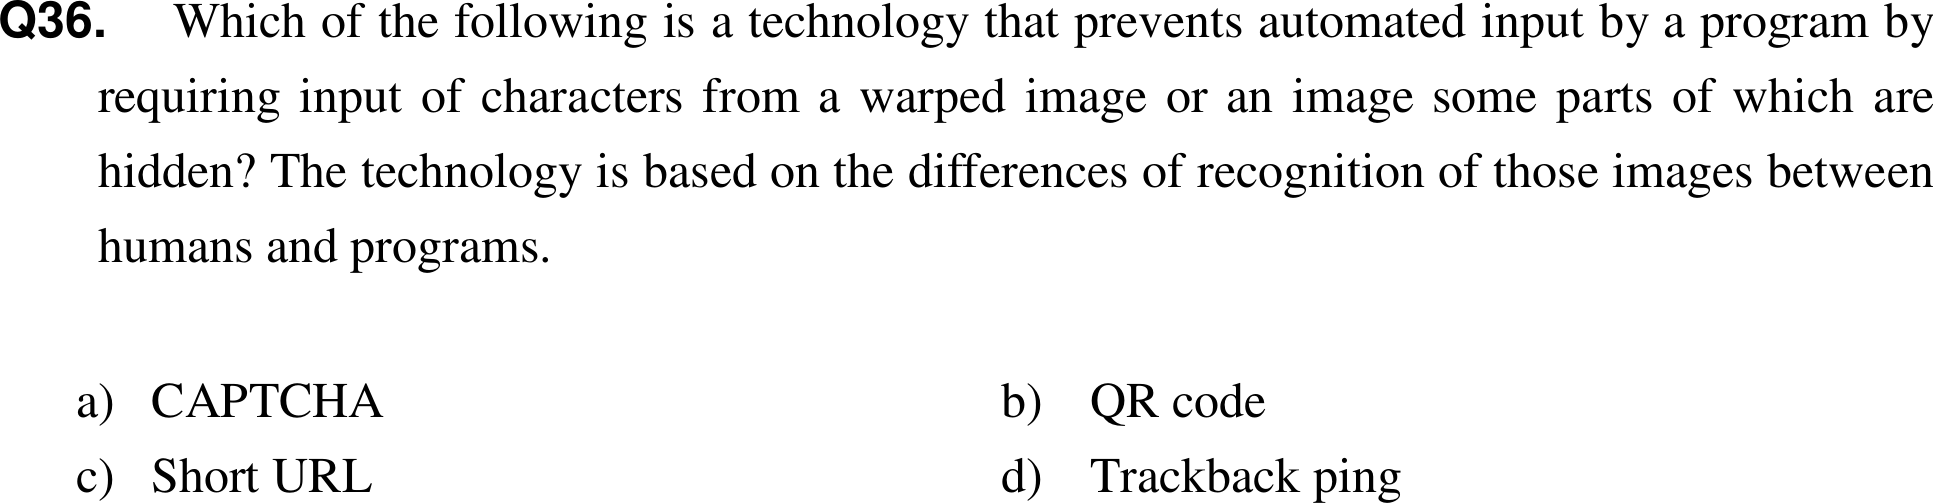 Q36. Which of the following is a technology that prevents automated input by a program by
requiring input of characters from a warped image or an image some parts of which are
hidden? The technology is based on the differences of recognition of those images between
humans and programs.
a) CAPTCHA b) QR code
c) Short URL d) Trackback ping